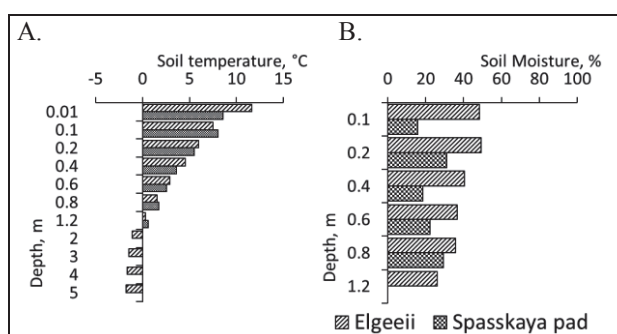 A.
Soil temperature, °C
-5 0 5 10 15
0.01
0.1
0.2
0.4
0.6
0.8
1.2
2
3
4
5
Depth, m
B.
Soil Moisture, %
0 20 40 60 80 100
0.1
0.2
0.4
0.6
0.8
1.2
Depth, m
Elgeeii Spasskaya pad